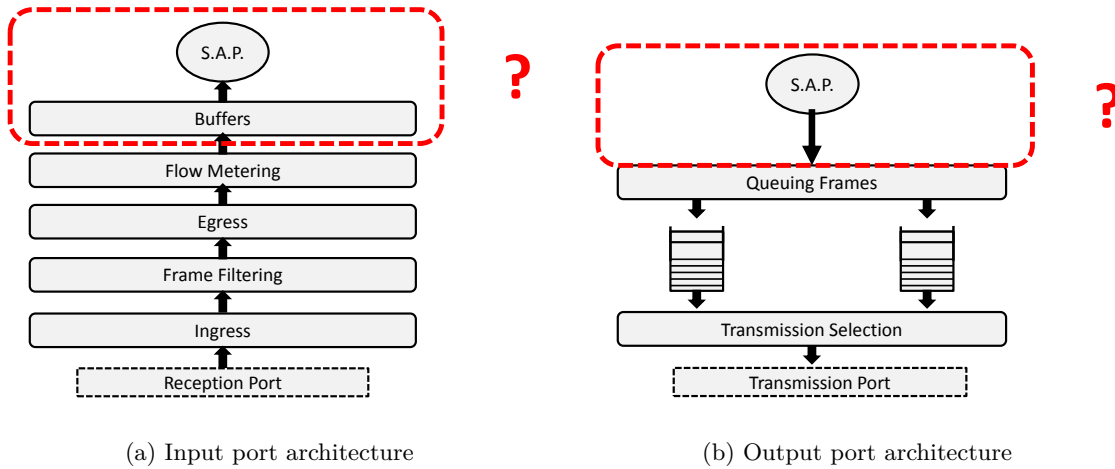 S.A.P.
Buffers
Flow Metering
Egress
Frame Filtering
Ingress
Reception Port
?
(a) Input port architecture
S.A.P.
Queuing Frames
Transmission Selection
Transmission Port
?
(b) Output port architecture